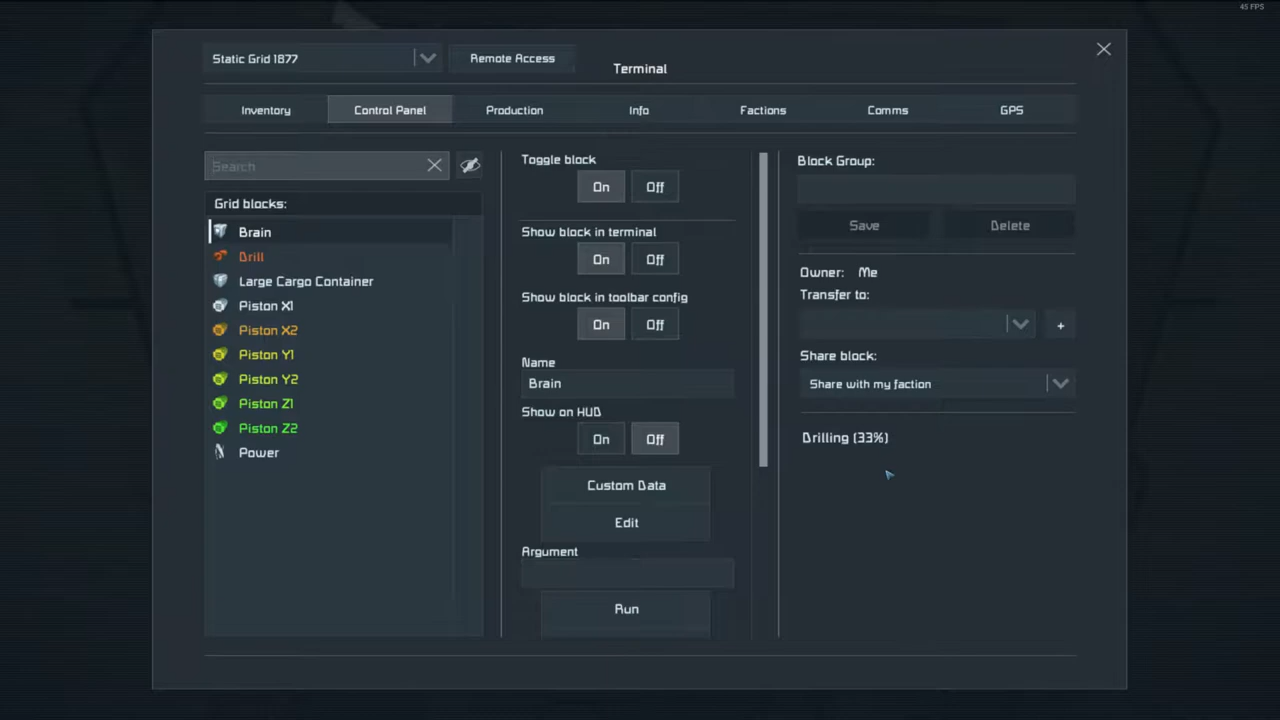 45 FPS
Static Grid 1877
Remote Access
Terminal
Inventory
Control Panel
Production
Info
Factions
Comms
GPS
Search
Grid blocks:
Brain
Drill
Large Cargo Container
Piston X1
Piston X2
Piston Y1
Piston Y2
Piston Z1
Piston Z2
Power
Toggle block
On Off
Show block in terminal
On Off
Show block in toolbar config
On Off
Name
Brain
Show on HUD
On Off
Custom Data
Edit
Argument
Run
Block Group:
Save Delete
Owner: Me
Transfer to:
+
Share block:
Share with my faction
Drilling (33%)